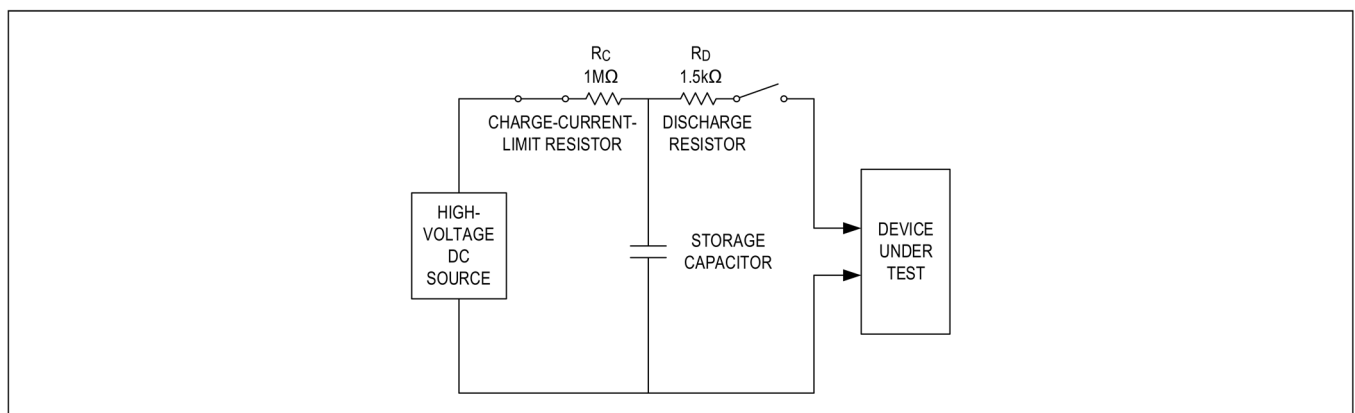 RC
1MΩ
CHARGE-CURRENT-
LIMIT RESISTOR
RD
1.5kΩ
DISCHARGE
RESISTOR
HIGH-
VOLTAGE
DC
SOURCE
STORAGE
CAPACITOR
DEVICE
UNDER
TEST